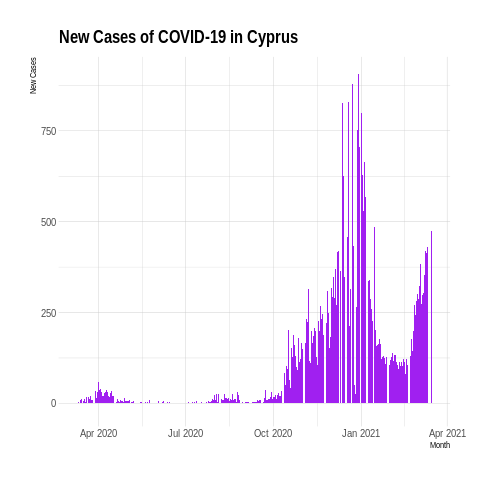 New Cases of COVID-19 in Cyprus
New Cases
750
500
250
0
Apr 2020 Jul 2020 Oct 2020 Jan 2021 Apr 2021
Month